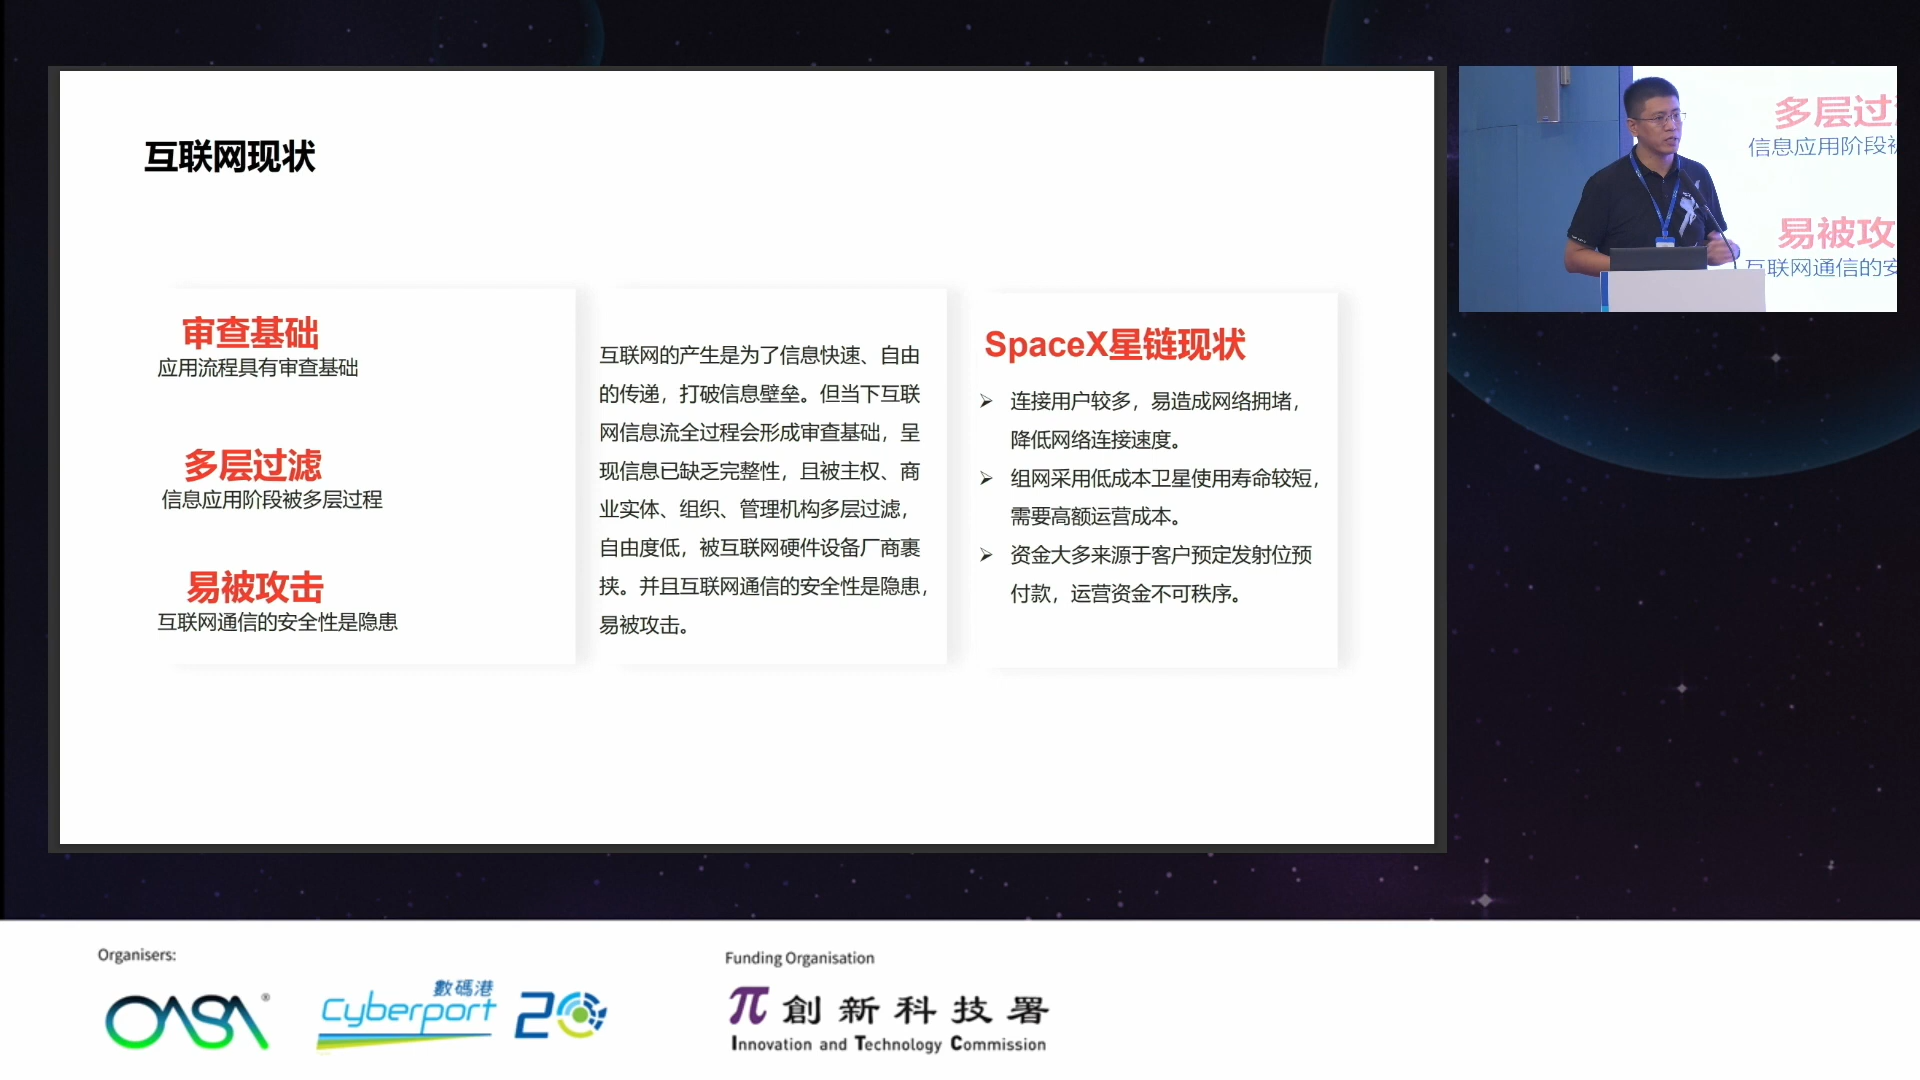 互联网现状
审查基础
应用流程具有审查基础
多层过滤
信息应用阶段被多层过程
易被攻击
互联网通信的安全性是隐患
互联网的产生是为了信息快速、自由
的传递，打破信息壁垒。但当下互联
网信息流全过程会形成审查基础，呈
现信息已缺乏完整性，且被主权、商
业实体、组织、管理机构多层过滤，
自由度低，被互联网硬件设备厂商裹
挟。并且互联网通信的安全性是隐患，
易被攻击。
SpaceX星链现状
➢ 连接用户较多，易造成网络拥堵，
降低网络连接速度。
➢ 组网采用低成本卫星使用寿命较短，
需要高额运营成本。
➢ 资金大多来源于客户预定发射位预
付款，运营资金不可秩序。
多层过
信息应用阶段
易被攻
互联网通信的安
Organisers:
OASA®
Cyberport 數碼港 20
Funding Organisation
創新科技署
Innovation and Technology Commission